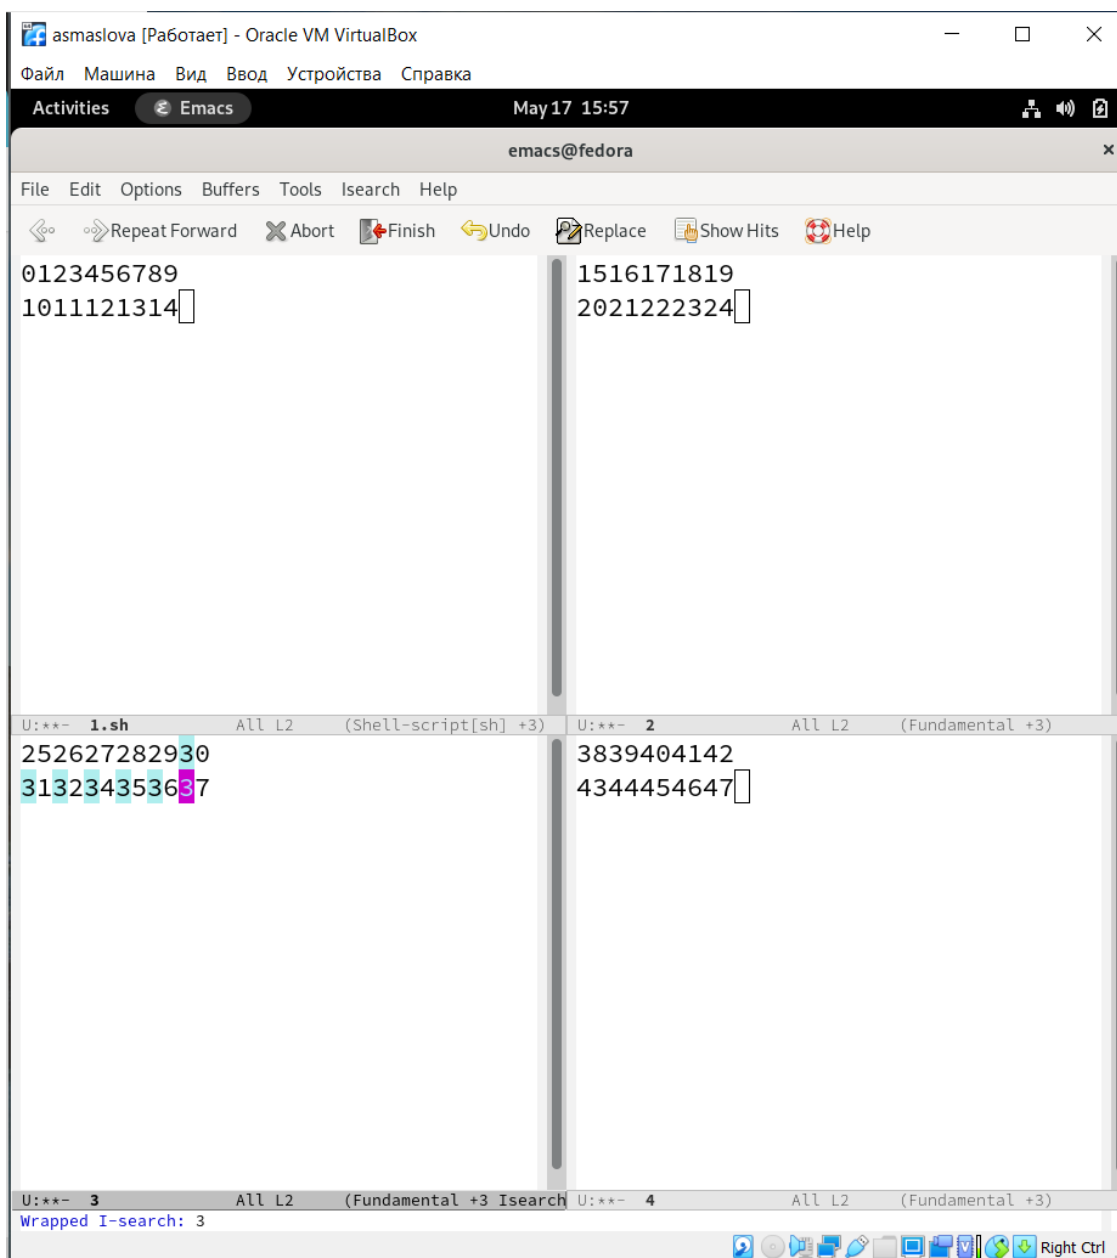 asmaslova [Работает] - Oracle VM VirtualBox
Файл Машина Вид Ввод Устройства Справка
Activities Emacs May 17 15:57
emacs@fedora
File Edit Options Buffers Tools Isearch Help
Repeat Forward Abort Finish Undo Replace Show Hits Help
0123456789
1011121314
1516171819
2021222324
U:**- 1.sh All L2 (Shell-script[sh] +3)
U:**- 2 All L2 (Fundamental +3)
252627282930
31323435363​7
3839404142
4344454647
U:**- 3 All L2 (Fundamental +3 Isearch
U:**- 4 All L2 (Fundamental +3)
Wrapped I-search: 3
Right Ctrl